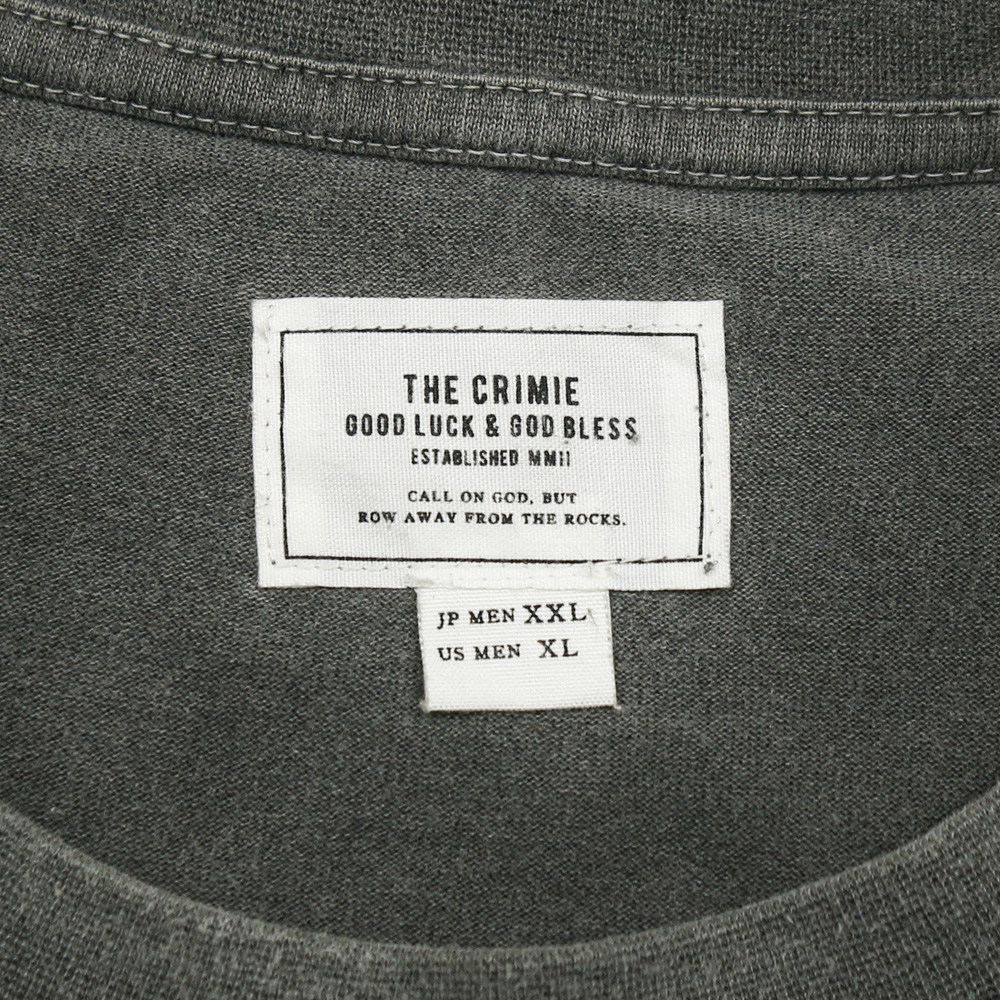 THE CRIMIE
GOOD LUCK & GOD BLESS
ESTABLISHED MMII
CALL ON GOD, BUT
ROW AWAY FROM THE ROCKS.
JP MEN XXL
US MEN XL